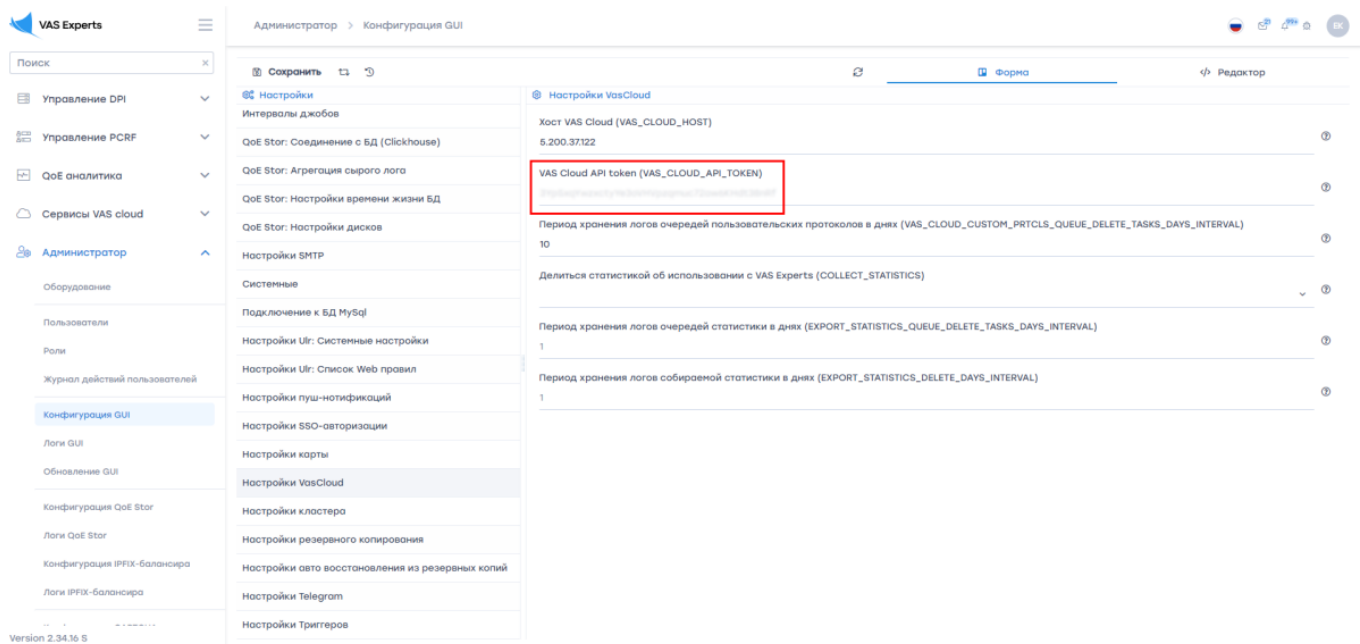 VAS Experts
Администратор > Конфигурация GUI
21
99+
EK
Поиск
Управление DPI
Управление PCRF
QoE аналитика
Сервисы VAS cloud
Администратор
Оборудование
Пользователи
Роли
Журнал действий пользователей
Конфигурация GUI
Логи GUI
Обновление GUI
Конфигурация QoE Stor
Логи QoE Stor
Конфигурация IPFIX-балансира
Логи IPFIX-балансира
Version 2.34.16 S
Сохранить
Форма
</> Редактор
Настройки
Интервалы джобов
QoE Stor: Соединение с БД (Clickhouse)
QoE Stor: Агрегация сырого лога
QoE Stor: Настройки времени жизни БД
QoE Stor: Настройки дисков
Настройки SMTP
Системные
Подключение к БД MySql
Настройки Ulr: Системные настройки
Настройки Ulr: Список Web правил
Настройки пуш-нотификаций
Настройки SSO-авторизации
Настройки карты
Настройки VasCloud
Настройки кластера
Настройки резервного копирования
Настройки авто восстановления из резервных копий
Настройки Telegram
Настройки Триггеров
Настройки VasCloud
Хост VAS Cloud (VAS_CLOUD_HOST)
5.200.37.122
VAS Cloud API token (VAS_CLOUD_API_TOKEN)
Период хранения логов очередей пользовательских протоколов в днях (VAS_CLOUD_CUSTOM_PRTCLS_QUEUE_DELETE_TASKS_DAYS_INTERVAL)
10
Делиться статистикой об использовании с VAS Experts (COLLECT_STATISTICS)
Период хранения логов очередей статистики в днях (EXPORT_STATISTICS_QUEUE_DELETE_TASKS_DAYS_INTERVAL)
1
Период хранения логов собираемой статистики в днях (EXPORT_STATISTICS_DELETE_DAYS_INTERVAL)
1